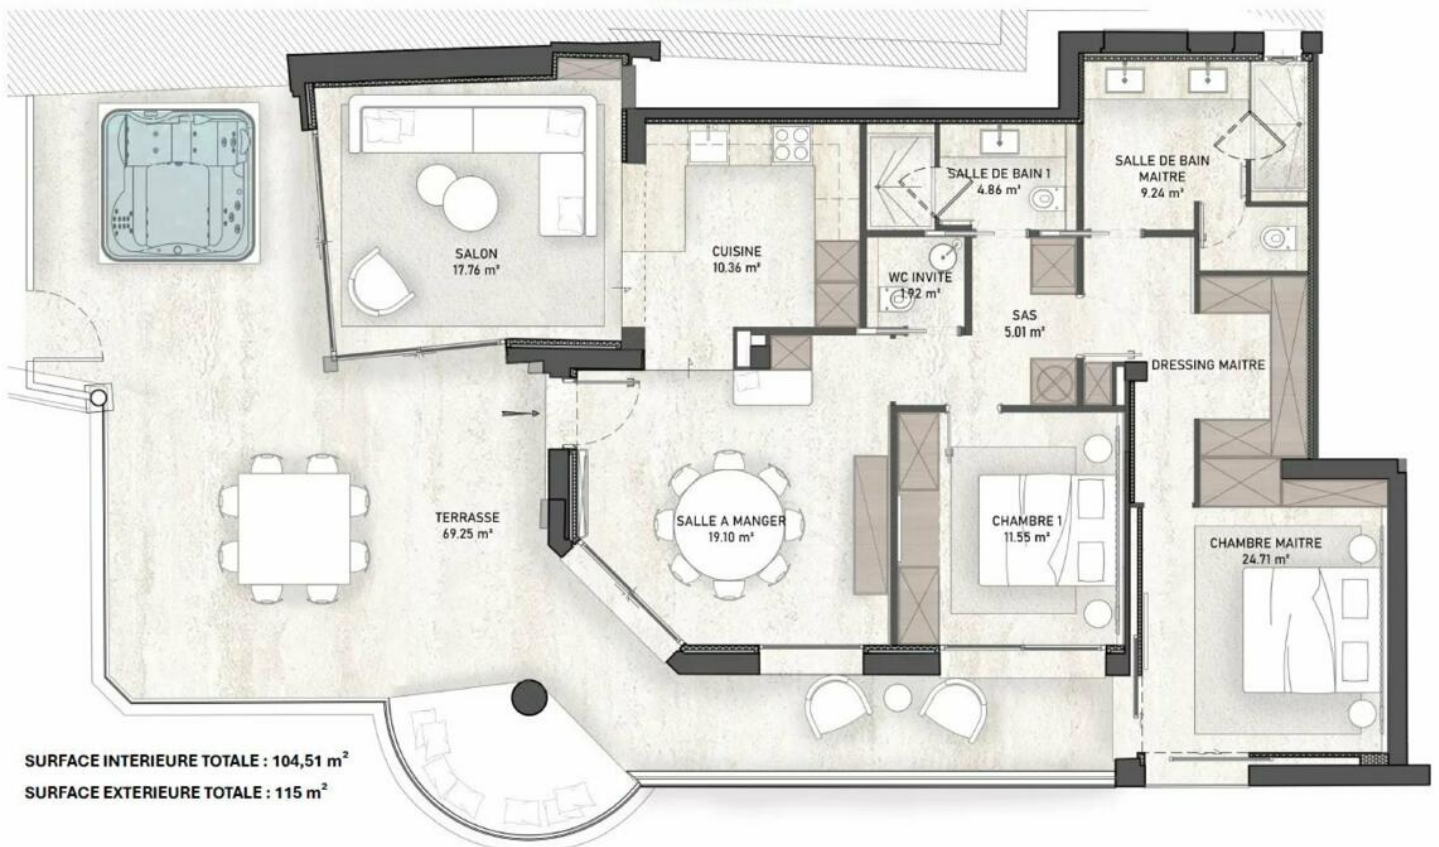 SALON
17.76 m²
CUISINE
10.36 m²
SALLE DE BAIN 1
4.86 m²
SALLE DE BAIN
MAITRE
9.24 m²
WC INVITE
1.92 m²
SAS
5.01 m²
DRESSING MAITRE
TERRASSE
69.25 m²
SALLE A MANGER
19.10 m²
CHAMBRE 1
11.55 m²
CHAMBRE MAITRE
24.71 m²
SURFACE INTERIEURE TOTALE : 104,51 m²
SURFACE EXTERIEURE TOTALE : 115 m²